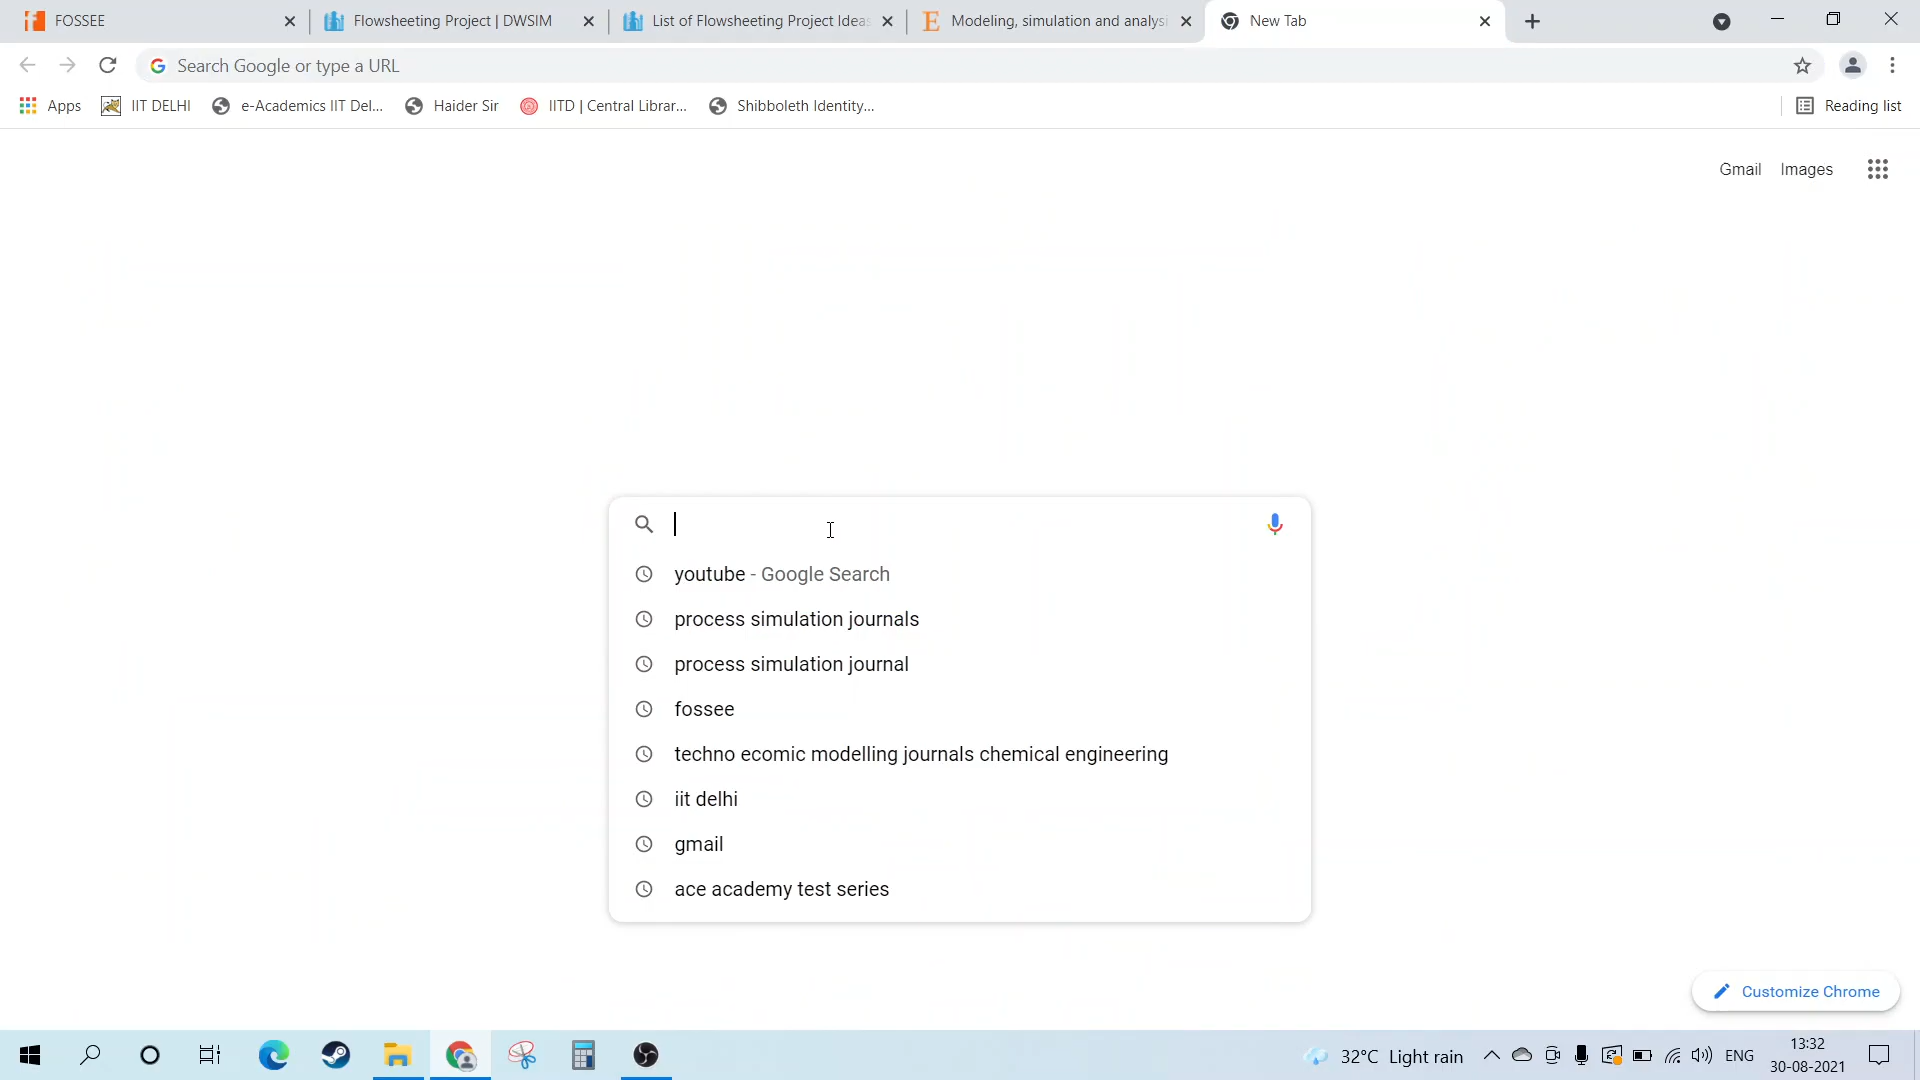 FOSSEE
Flowsheeting Project | DWSIM
List of Flowsheeting Project Ideas
Modeling, simulation and analysi
New Tab
Search Google or type a URL
Apps
IIT DELHI
e-Academics IIT Del...
Haider Sir
IITD | Central Librar...
Shibboleth Identity...
Reading list
Gmail
Images
youtube - Google Search
process simulation journals
process simulation journal
fossee
techno ecomic modelling journals chemical engineering
iit delhi
gmail
ace academy test series
Customize Chrome
32°C Light rain
ENG
13:32
30-08-2021